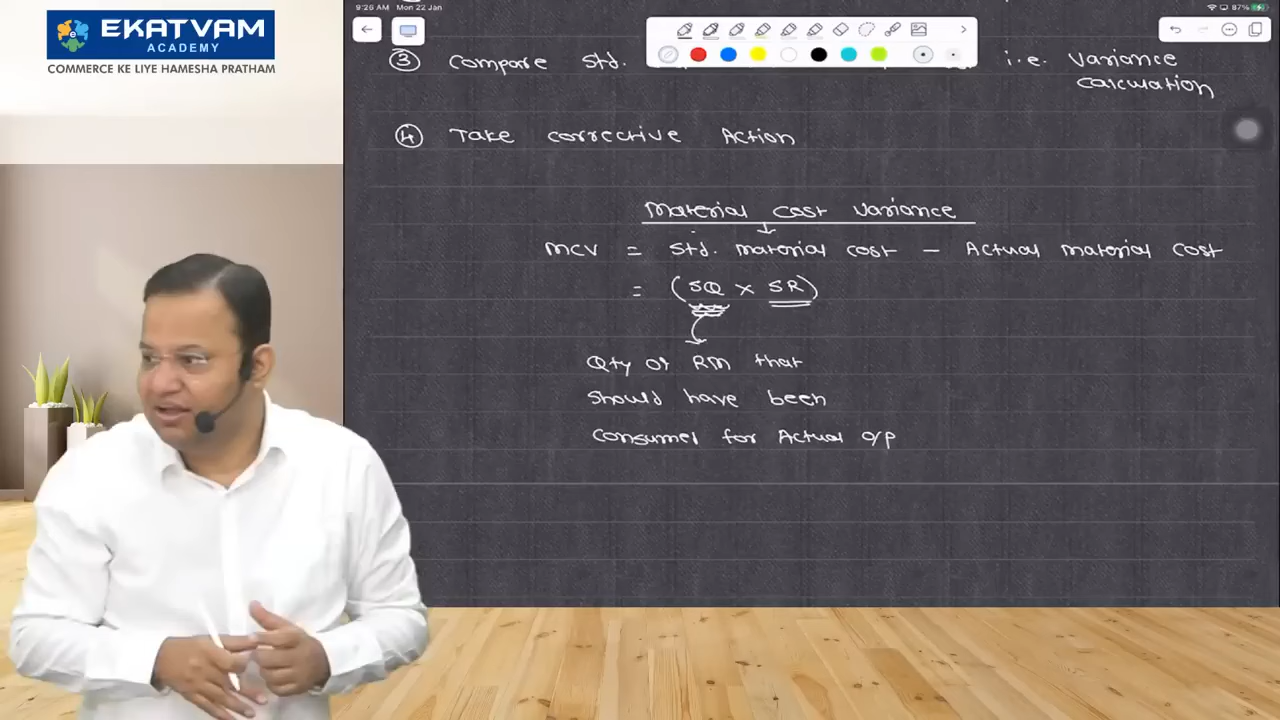 EKATVAM
ACADEMY
COMMERCE KE LIYE HAMESHA PRATHAM
9:26 AM Mon 22 Jan
87%
③ Compare Std. i.e. Variance
Calculation
④ Take corrective Action
Material Cost Variance
MCV = Std. material cost – Actual material cost
= (SQ × SR)
Qty of RM that
Should have been
Consumed for Actual o/p